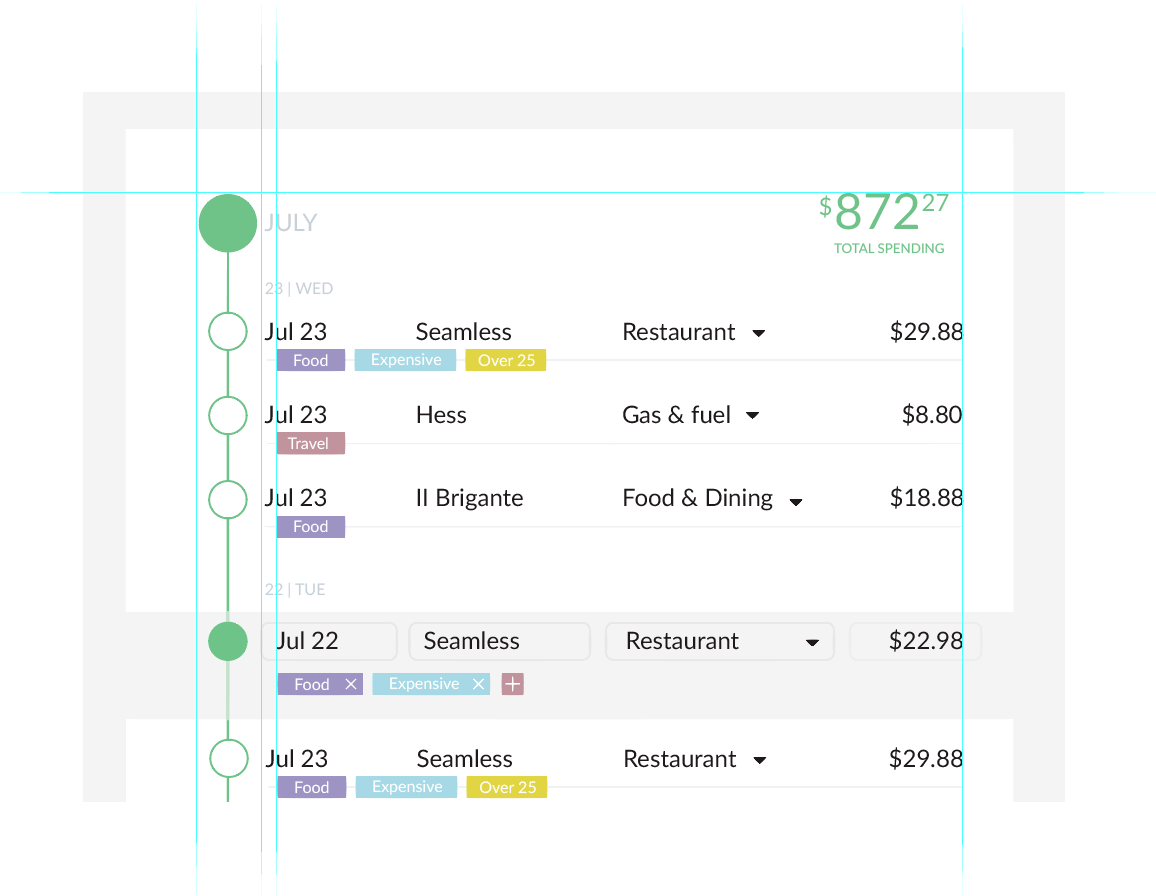 JULY $872 27
TOTAL SPENDING
23 | WED
Jul 23 Seamless Restaurant $29.88
Food Expensive Over 25
Jul 23 Hess Gas & fuel $8.80
Travel
Jul 23 Il Brigante Food & Dining $18.88
Food
22 | TUE
Jul 22 Seamless Restaurant $22.98
Food × Expensive × +
Jul 23 Seamless Restaurant $29.88
Food Expensive Over 25